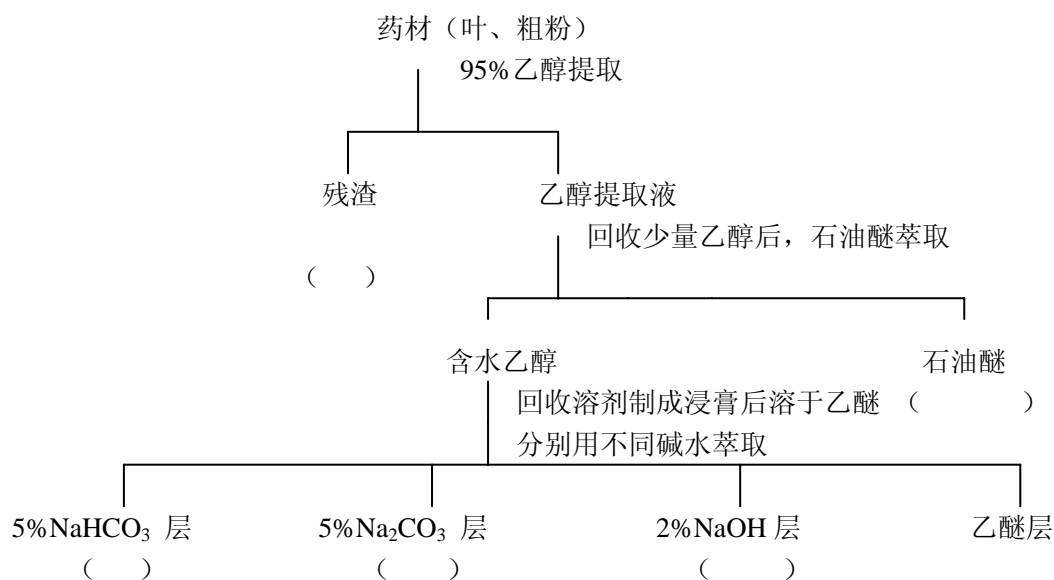 药材（叶、粗粉）
95%乙醇提取
残渣 乙醇提取液
回收少量乙醇后，石油醚萃取
（ ）
含水乙醇 石油醚
回收溶剂制成浸膏后溶于乙醚 （ ）
分别用不同碱水萃取
5%NaHCO₃ 层 5%Na₂CO₃ 层 2%NaOH 层 乙醚层
（ ） （ ） （ ）